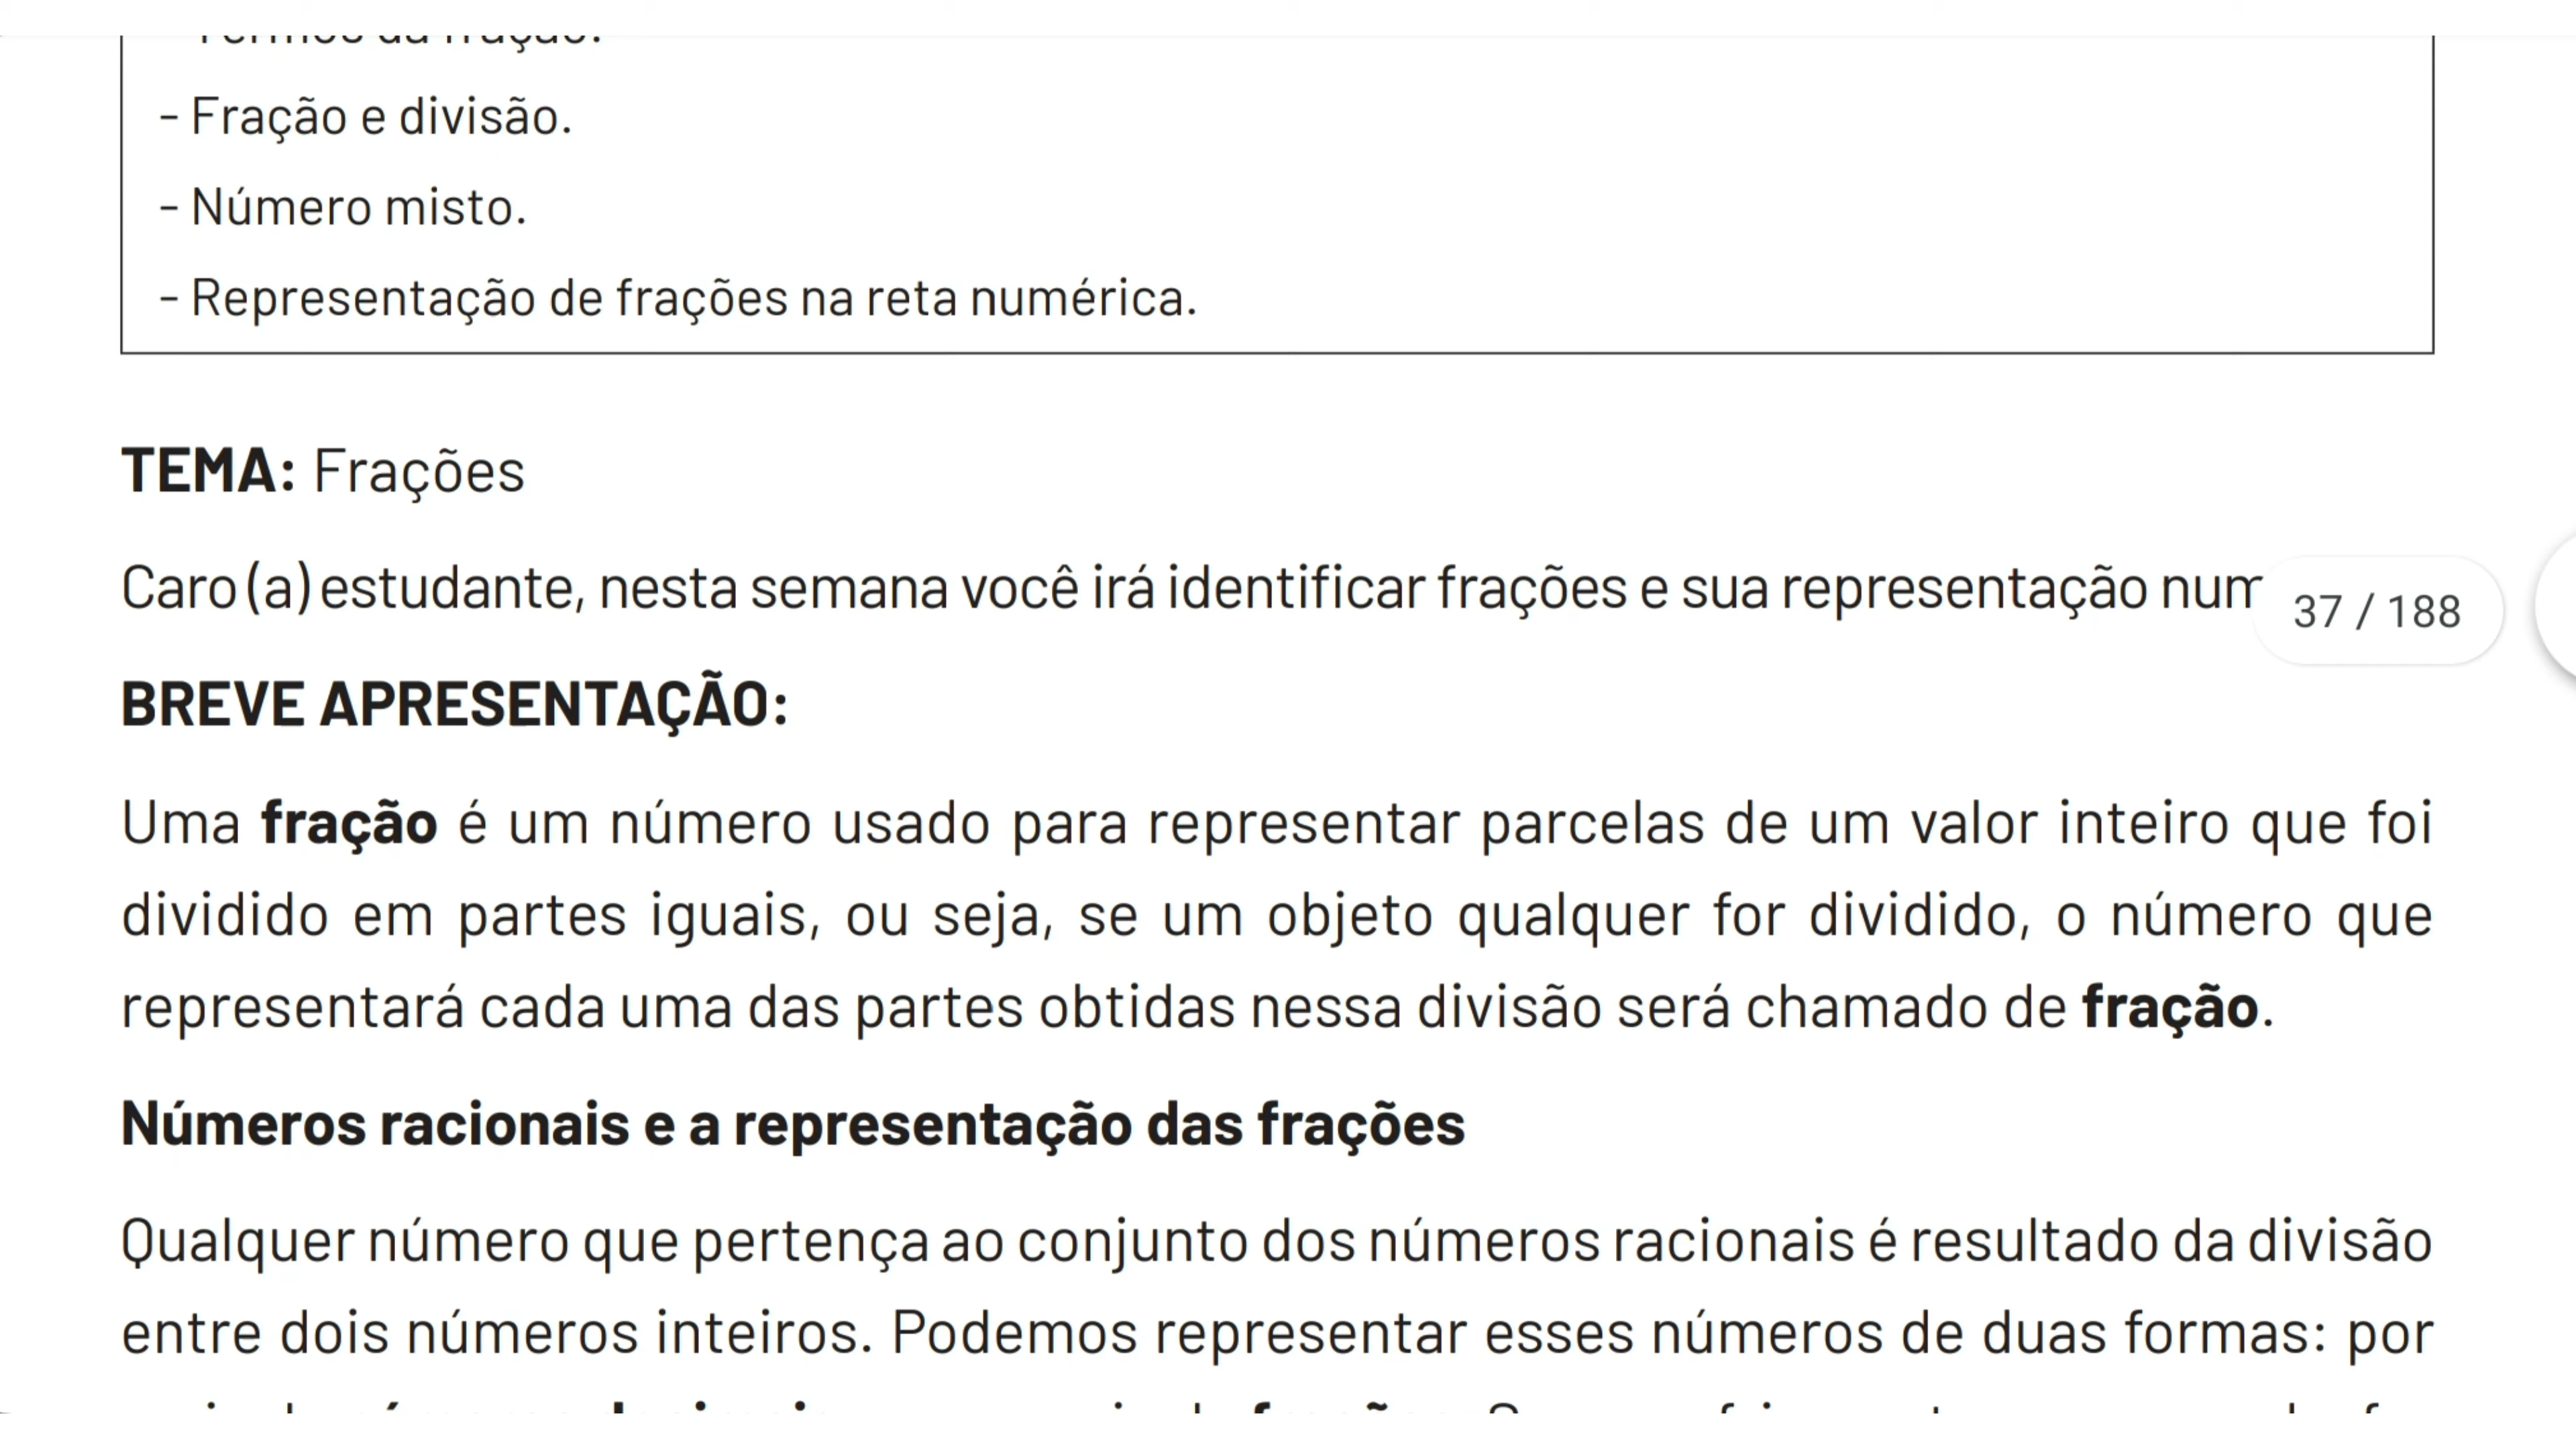 Termos da fração.
- Fração e divisão.
- Número misto.
- Representação de frações na reta numérica.
TEMA: Frações
Caro (a) estudante, nesta semana você irá identificar frações e sua representação num
37 / 188
BREVE APRESENTAÇÃO:
Uma fração é um número usado para representar parcelas de um valor inteiro que foi
dividido em partes iguais, ou seja, se um objeto qualquer for dividido, o número que
representará cada uma das partes obtidas nessa divisão será chamado de fração.
Números racionais e a representação das frações
Qualquer número que pertença ao conjunto dos números racionais é resultado da divisão
entre dois números inteiros. Podemos representar esses números de duas formas: por